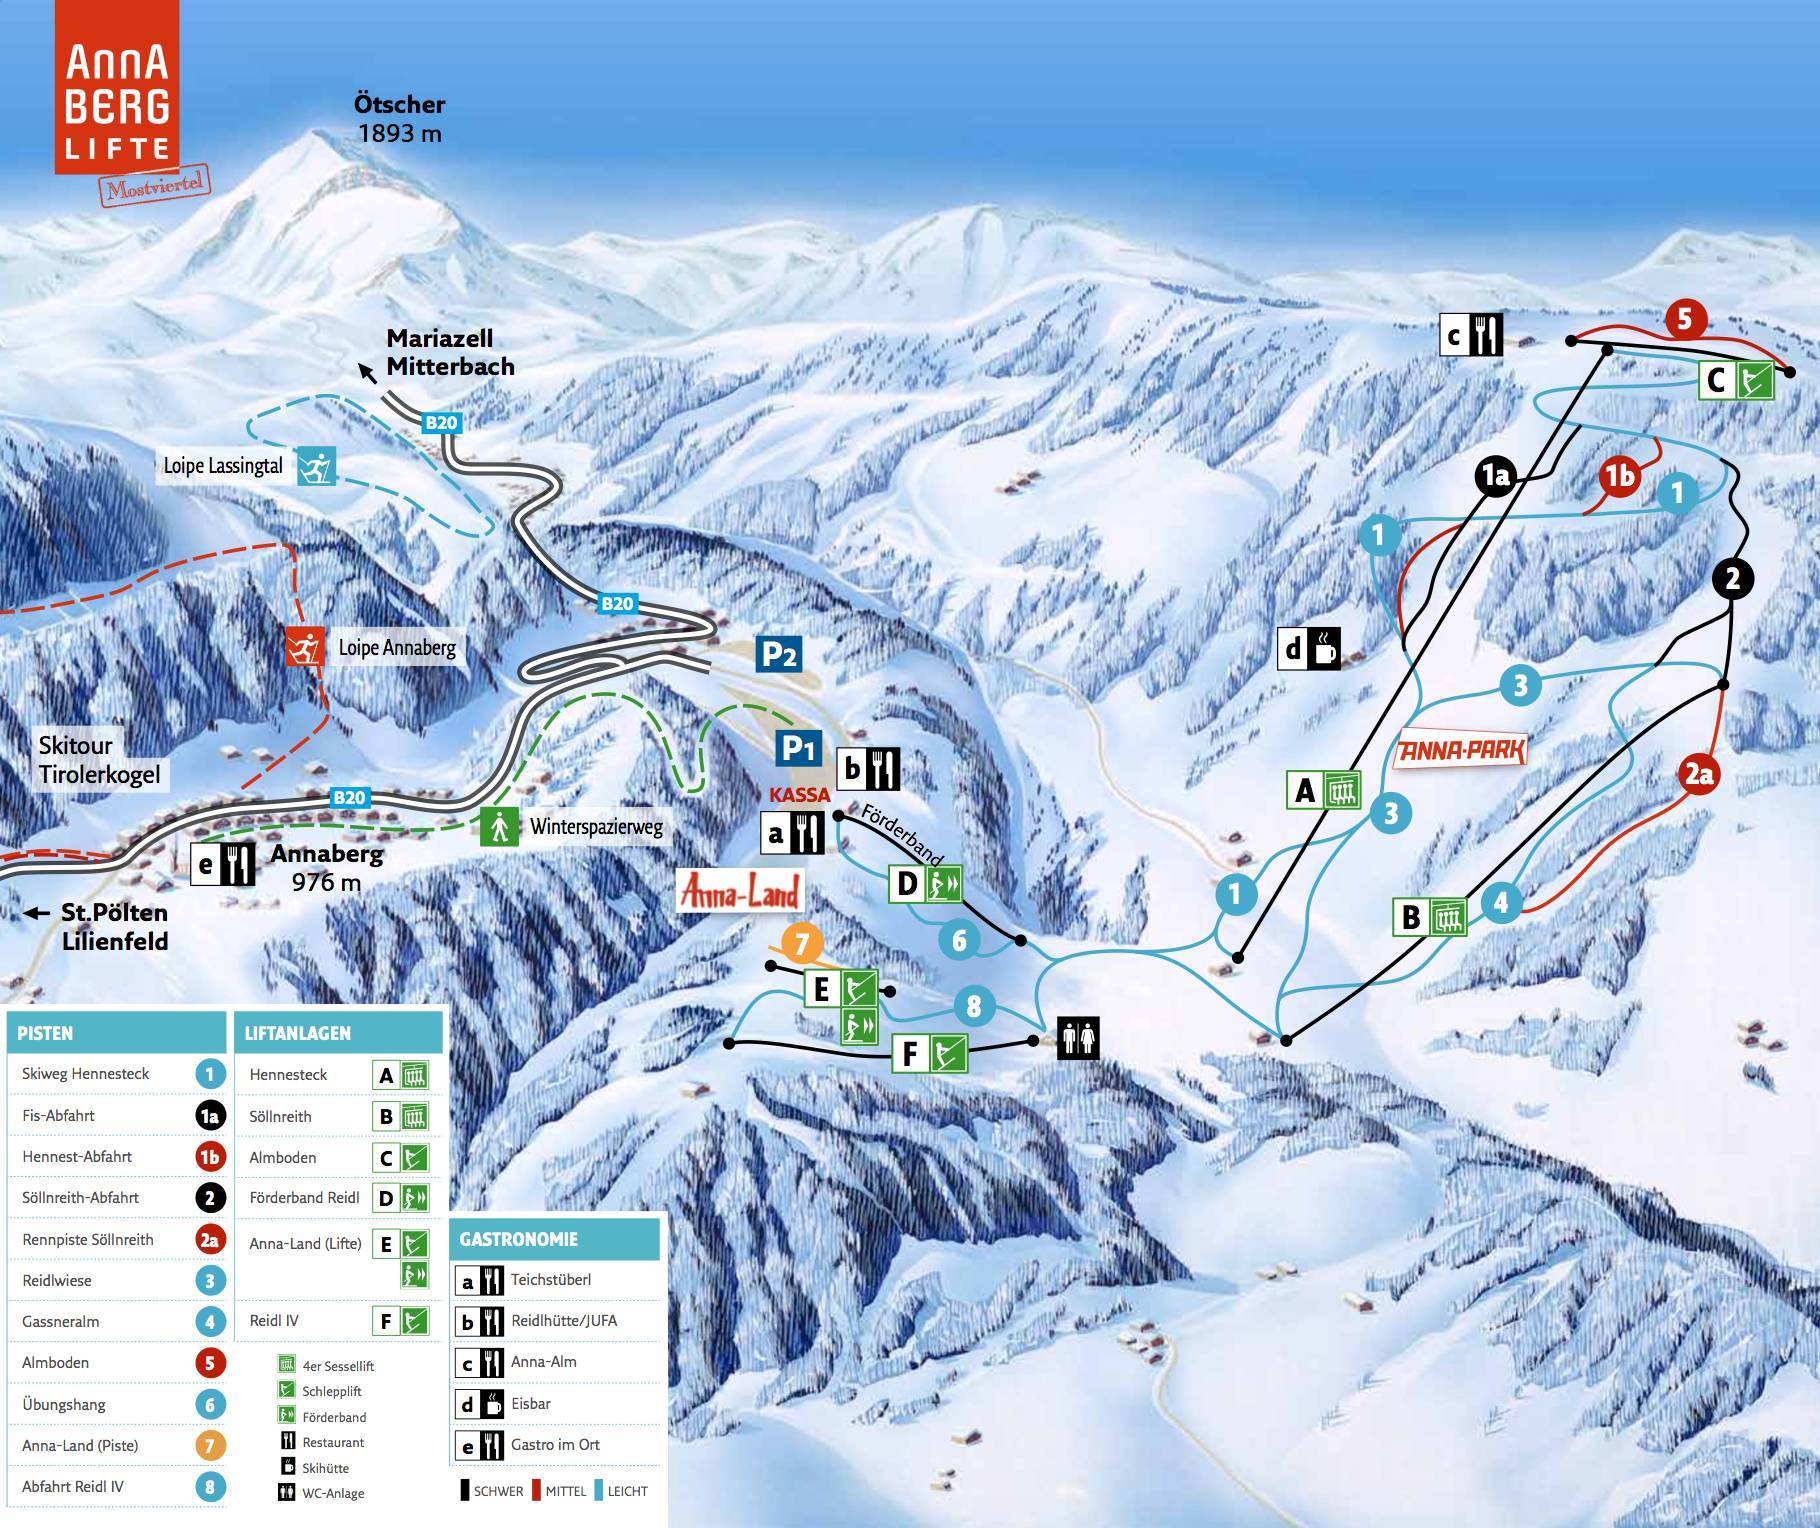 AnnA
BERG
LIFTE
Mostviertel
Ötscher
1893 m
Mariazell
Mitterbach
B20
Loipe Lassingtal
B20
Loipe Annaberg
Skitour
Tirolerkogel
B20
Winterspazierweg
e
Annaberg
976 m
St.Pölten
Lilienfeld
P2
P1
b
KASSA
a
Förderband
Anna-Land
D
6
7
E
8
F
c
5
C
1a
1b
1
1
2
d
3
ANNA-PARK
2a
A
3
1
B
4
PISTEN
Skiweg Hennesteck 1
Fis-Abfahrt 1a
Hennest-Abfahrt 1b
Söllnreith-Abfahrt 2
Rennpiste Söllnreith 2a
Reidlwiese 3
Gassneralm 4
Almboden 5
Übungshang 6
Anna-Land (Piste) 7
Abfahrt Reidl IV 8
LIFTANLAGEN
Hennesteck A
Söllnreith B
Almboden C
Förderband Reidl D
Anna-Land (Lifte) E
Reidl IV F
4er Sessellift
Schlepplift
Förderband
Restaurant
Skihütte
WC-Anlage
GASTRONOMIE
a Teichstüberl
b Reidlhütte/JUFA
c Anna-Alm
d Eisbar
e Gastro im Ort
SCHWER MITTEL LEICHT